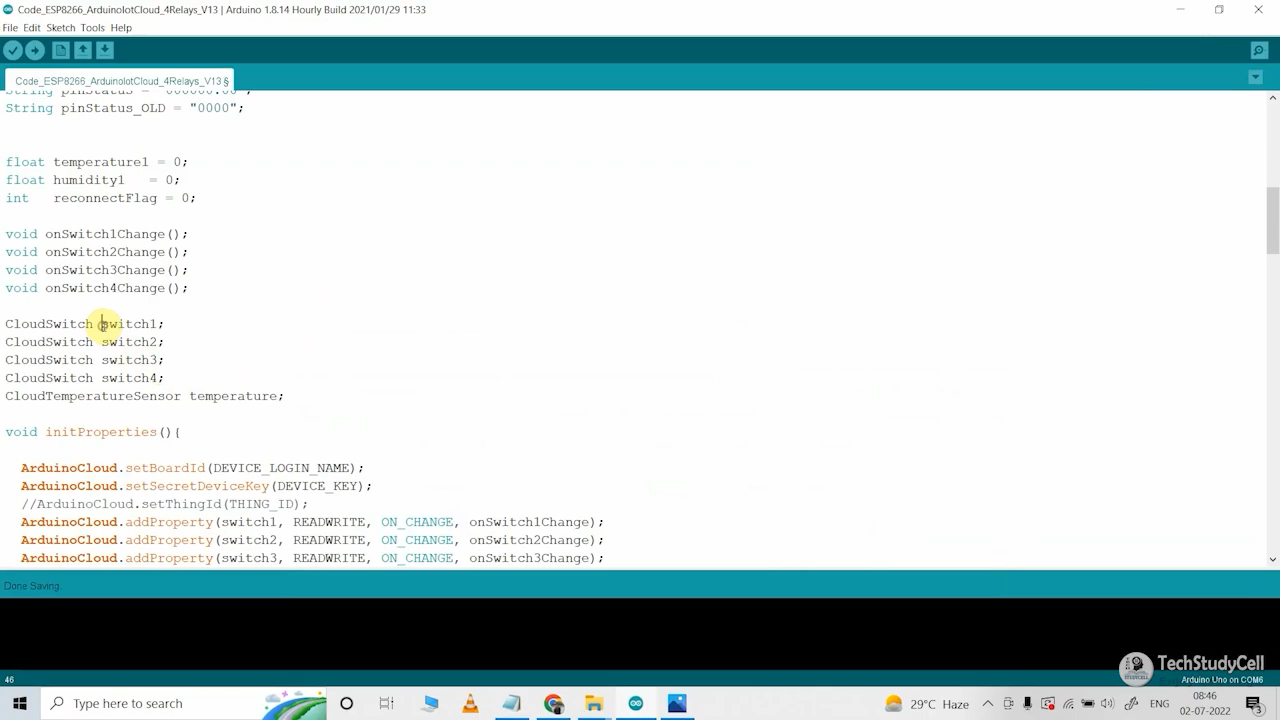 Code_ESP8266_ArduinoIotCloud_4Relays_V13 | Arduino 1.8.14 Hourly Build 2021/01/29 11:33
File Edit Sketch Tools Help
Code_ESP8266_ArduinoIotCloud_4Relays_V13 §
String pinStatus = "000000.00";
String pinStatus_OLD = "0000";
float temperature1 = 0;
float humidity1 = 0;
int reconnectFlag = 0;
void onSwitch1Change();
void onSwitch2Change();
void onSwitch3Change();
void onSwitch4Change();
CloudSwitch switch1;
CloudSwitch switch2;
CloudSwitch switch3;
CloudSwitch switch4;
CloudTemperatureSensor temperature;
void initProperties(){
ArduinoCloud.setBoardId(DEVICE_LOGIN_NAME);
ArduinoCloud.setSecretDeviceKey(DEVICE_KEY);
//ArduinoCloud.setThingId(THING_ID);
ArduinoCloud.addProperty(switch1, READWRITE, ON_CHANGE, onSwitch1Change);
ArduinoCloud.addProperty(switch2, READWRITE, ON_CHANGE, onSwitch2Change);
ArduinoCloud.addProperty(switch3, READWRITE, ON_CHANGE, onSwitch3Change);
Done Saving.
TechStudyCell
46
Arduino Uno on COM6
Type here to search
29°C Haze
ENG
08:46
02-07-2022
3